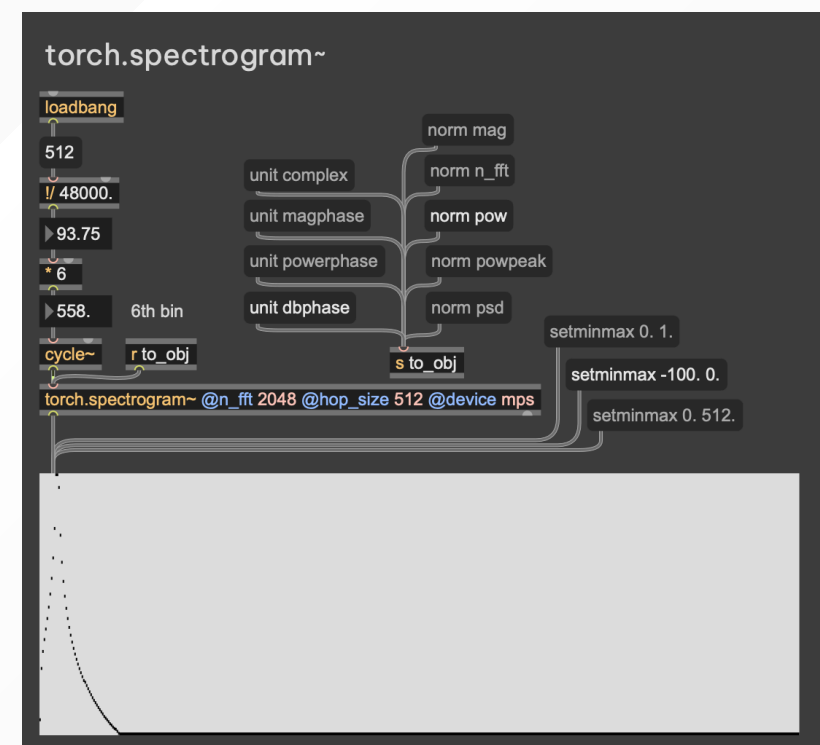 torch.spectrogram~
loadbang
512
!/ 48000.
93.75
* 6
558.
6th bin
cycle~
r to_obj
unit complex
unit magphase
unit powerphase
unit dbphase
norm mag
norm n_fft
norm pow
norm powpeak
norm psd
s to_obj
setminmax 0. 1.
setminmax -100. 0.
setminmax 0. 512.
torch.spectrogram~ @n_fft 2048 @hop_size 512 @device mps